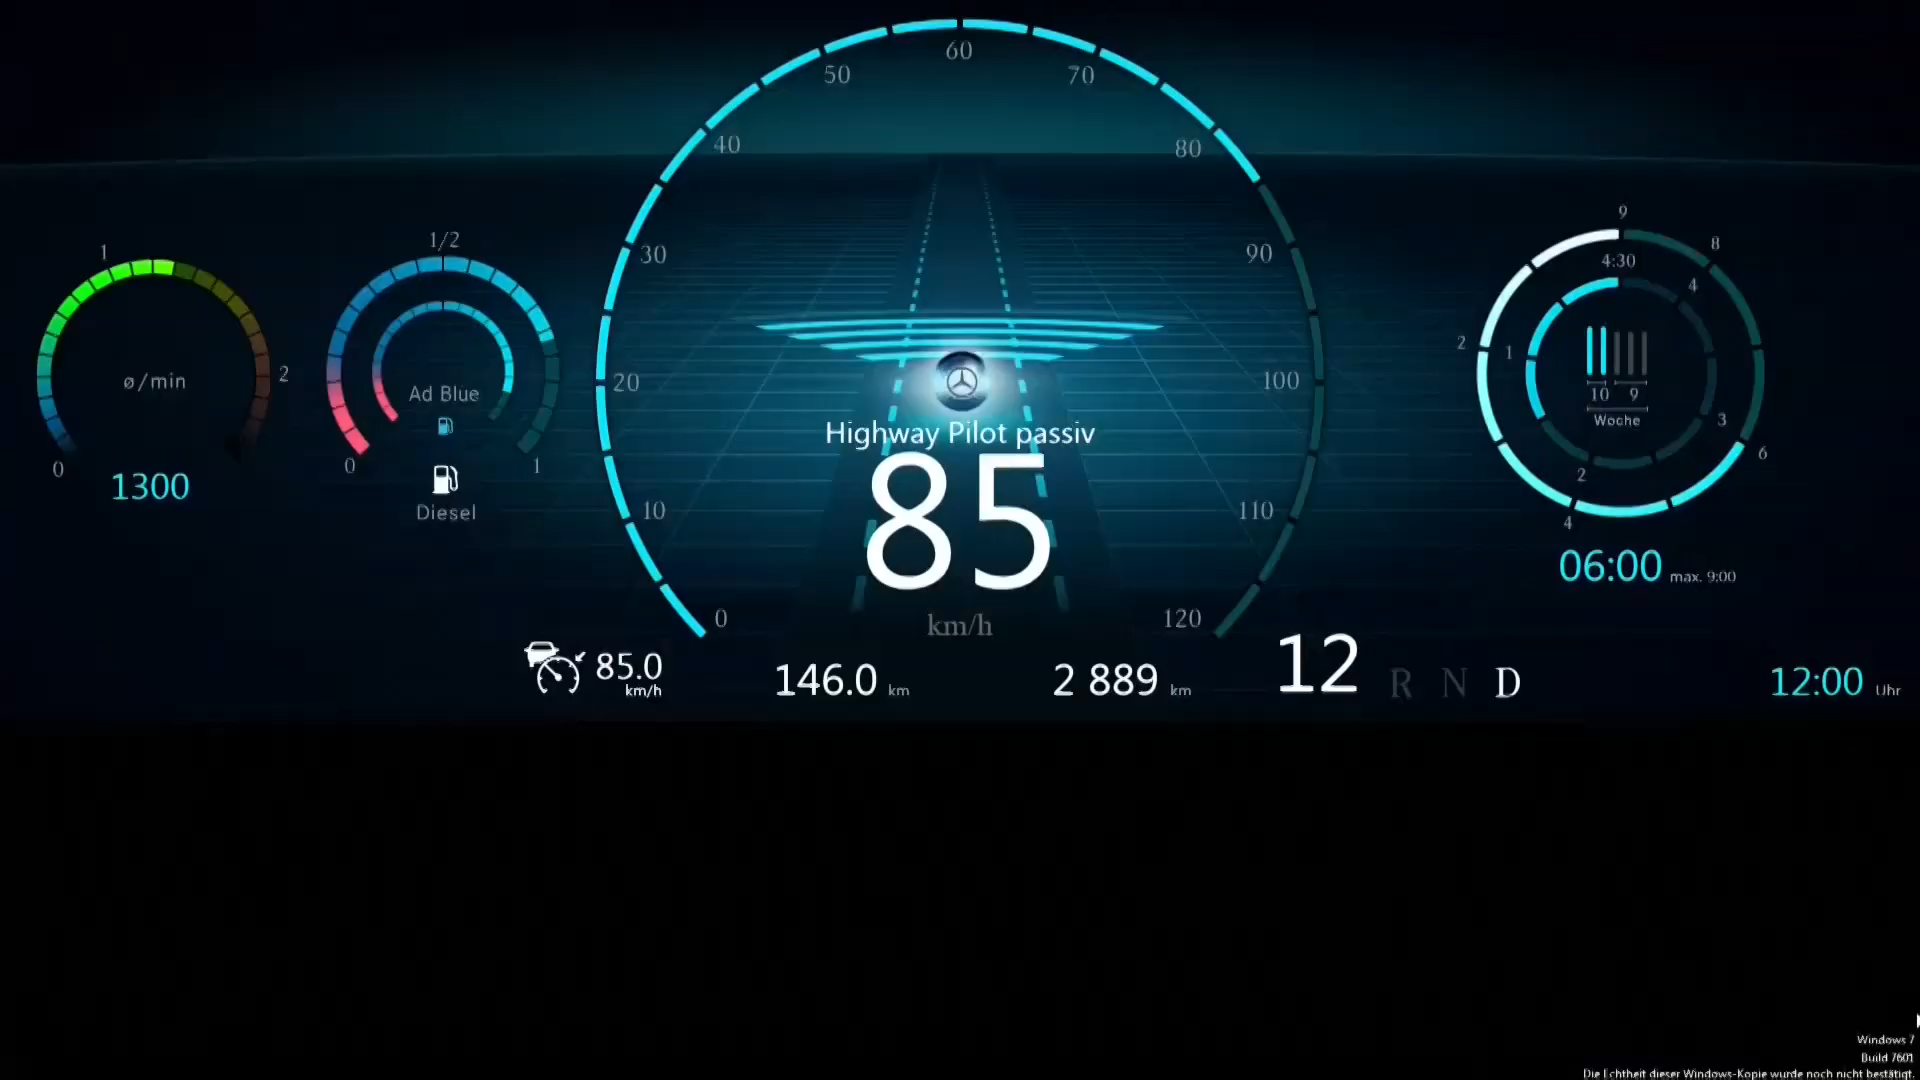 60
50
70
40
80
30
90
20
100
10
110
0
120
1
2
ø/min
0
1300
1/2
Ad Blue
0
1
Diesel
Highway Pilot passiv
85
km/h
9
8
4:30
4
2
1
10 9
Woche
3
2
6
4
06:00 max. 9:00
85.0
km/h
146.0 km
2 889 km
12 R N D
12:00 Uhr
Windows 7
Build 7601
Die Echtheit dieser Windows-Kopie wurde noch nicht bestätigt.